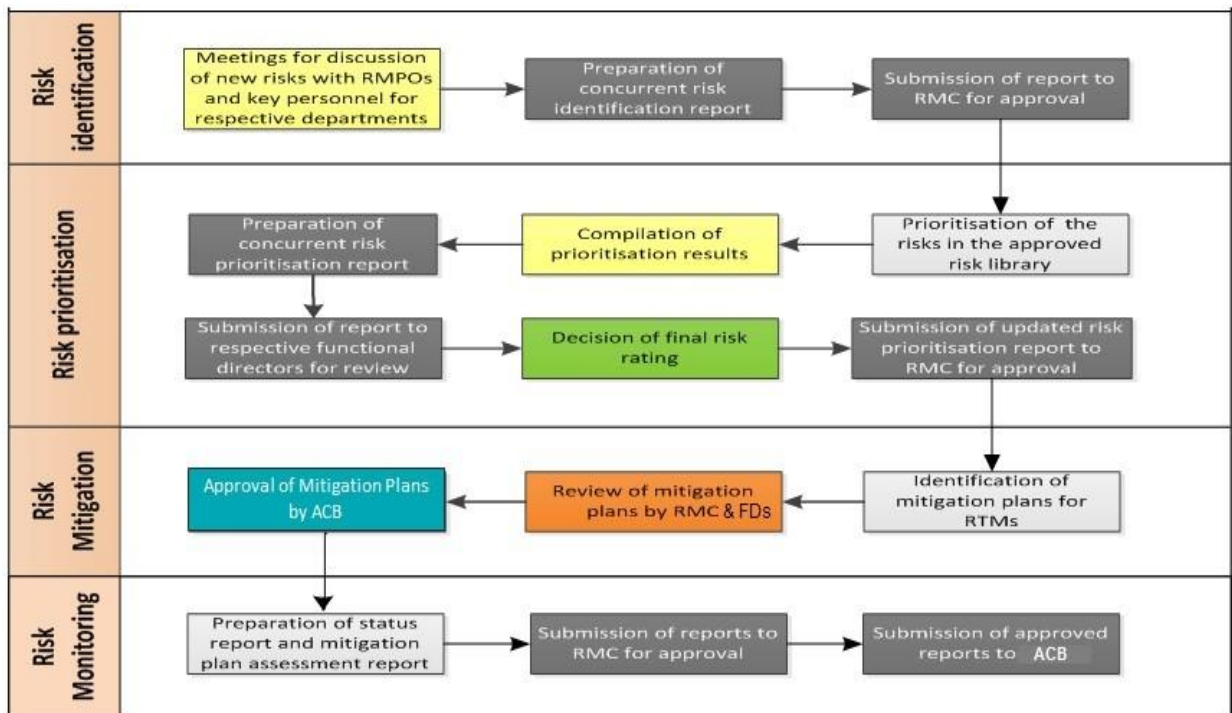 Risk
identification
Meetings for discussion
of new risks with RMPOs
and key personnel for
respective departments
Preparation of
concurrent risk
identification report
Submission of report to
RMC for approval
Risk prioritisation
Preparation of
concurrent risk
prioritisation report
Compilation of
prioritisation results
Prioritisation of the
risks in the approved
risk library
Submission of report to
respective functional
directors for review
Decision of final risk
rating
Submission of updated risk
prioritisation report to
RMC for approval
Risk
Mitigation
Approval of Mitigation Plans
by ACB
Review of mitigation
plans by RMC & FDs
Identification of
mitigation plans for
RTMs
Risk
Monitoring
Preparation of status
report and mitigation
plan assessment report
Submission of reports to
RMC for approval
Submission of approved
reports to ACB